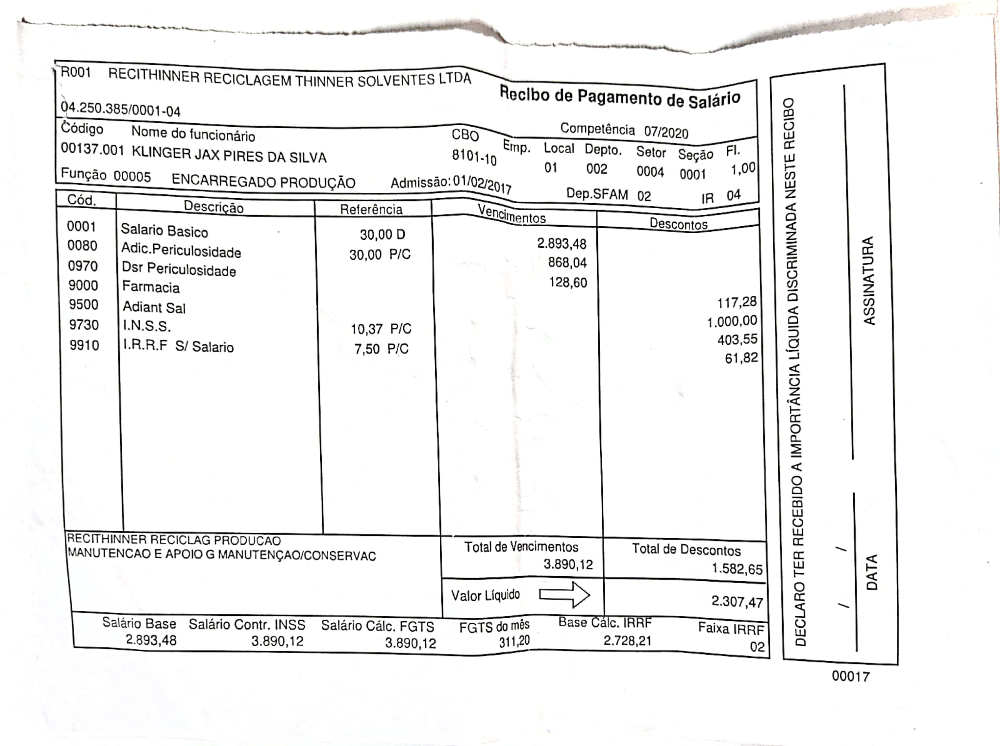 R001 RECITHINNER RECICLAGEM THINNER SOLVENTES LTDA
Recibo de Pagamento de Salário
04.250.385/0001-04
Competência 07/2020
Código Nome do funcionário CBO Emp. Local Depto. Setor Seção Fl.
00137.001 KLINGER JAX PIRES DA SILVA 8101-10 01 002 0004 0001 1,00
Função 00005 ENCARREGADO PRODUÇÃO Admissão: 01/02/2017 Dep.SFAM 02 IR 04
Cód. Descrição Referência Vencimentos Descontos
0001 Salario Basico 30,00 D 2.893,48
0080 Adic.Periculosidade 30,00 P/C 868,04
0970 Dsr Periculosidade 128,60
9000 Farmacia 117,28
9500 Adiant Sal 1.000,00
9730 I.N.S.S. 10,37 P/C 403,55
9910 I.R.R.F S/ Salario 7,50 P/C 61,82
RECITHINNER RECICLAG PRODUCAO
MANUTENCAO E APOIO G MANUTENÇAO/CONSERVAC
Total de Vencimentos Total de Descontos
3.890,12 1.582,65
Valor Líquido 2.307,47
Salário Base Salário Contr. INSS Salário Cálc. FGTS FGTS do mês Base Cálc. IRRF Faixa IRRF
2.893,48 3.890,12 3.890,12 311,20 2.728,21 02
DECLARO TER RECEBIDO A IMPORTÂNCIA LÍQUIDA DISCRIMINADA NESTE RECIBO
/ /
DATA ASSINATURA
00017